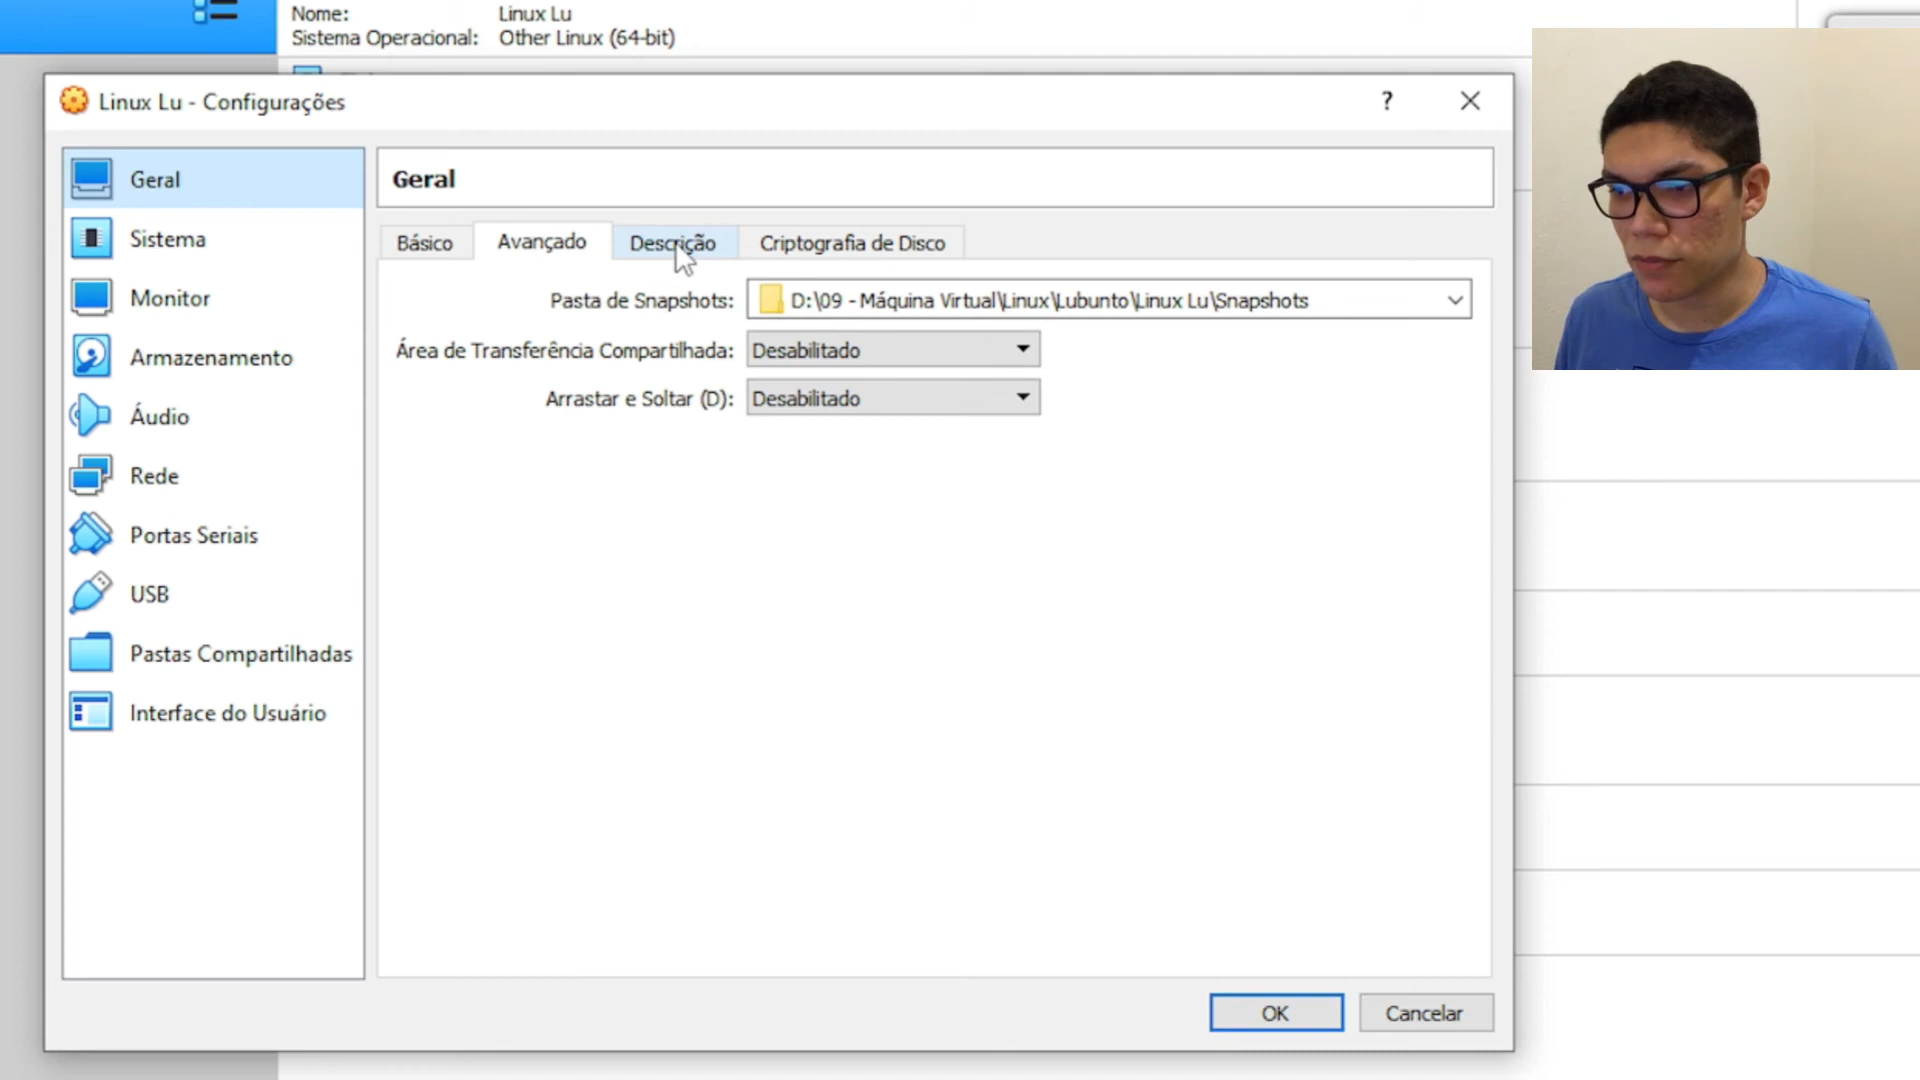 Nome: Linux Lu
Sistema Operacional: Other Linux (64-bit)
Linux Lu - Configurações ?
Geral
Sistema
Monitor
Armazenamento
Áudio
Rede
Portas Seriais
USB
Pastas Compartilhadas
Interface do Usuário
Geral
Básico Avançado Descrição Criptografia de Disco
Pasta de Snapshots: D:\09 - Máquina Virtual\Linux\Lubunto\Linux Lu\Snapshots
Área de Transferência Compartilhada: Desabilitado
Arrastar e Soltar (D): Desabilitado
OK Cancelar